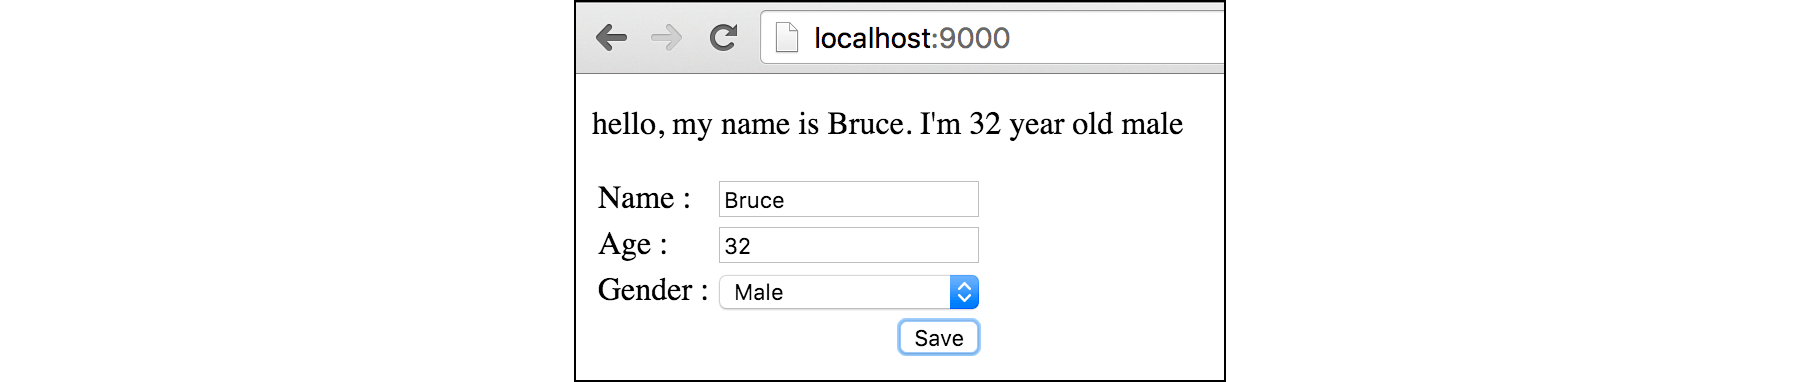 localhost:9000
hello, my name is Bruce. I'm 32 year old male
Name : Bruce
Age : 32
Gender : Male
Save